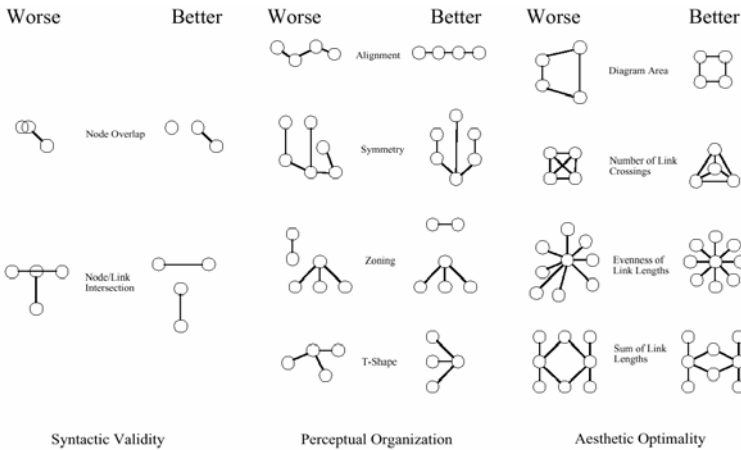 Worse
Better
Node Overlap
Node/Link
Intersection
Syntactic Validity
Worse
Better
Alignment
Symmetry
Zoning
T-Shape
Perceptual Organization
Worse
Better
Diagram Area
Number of Link
Crossings
Evenness of
Link Lengths
Sum of Link
Lengths
Aesthetic Optimality